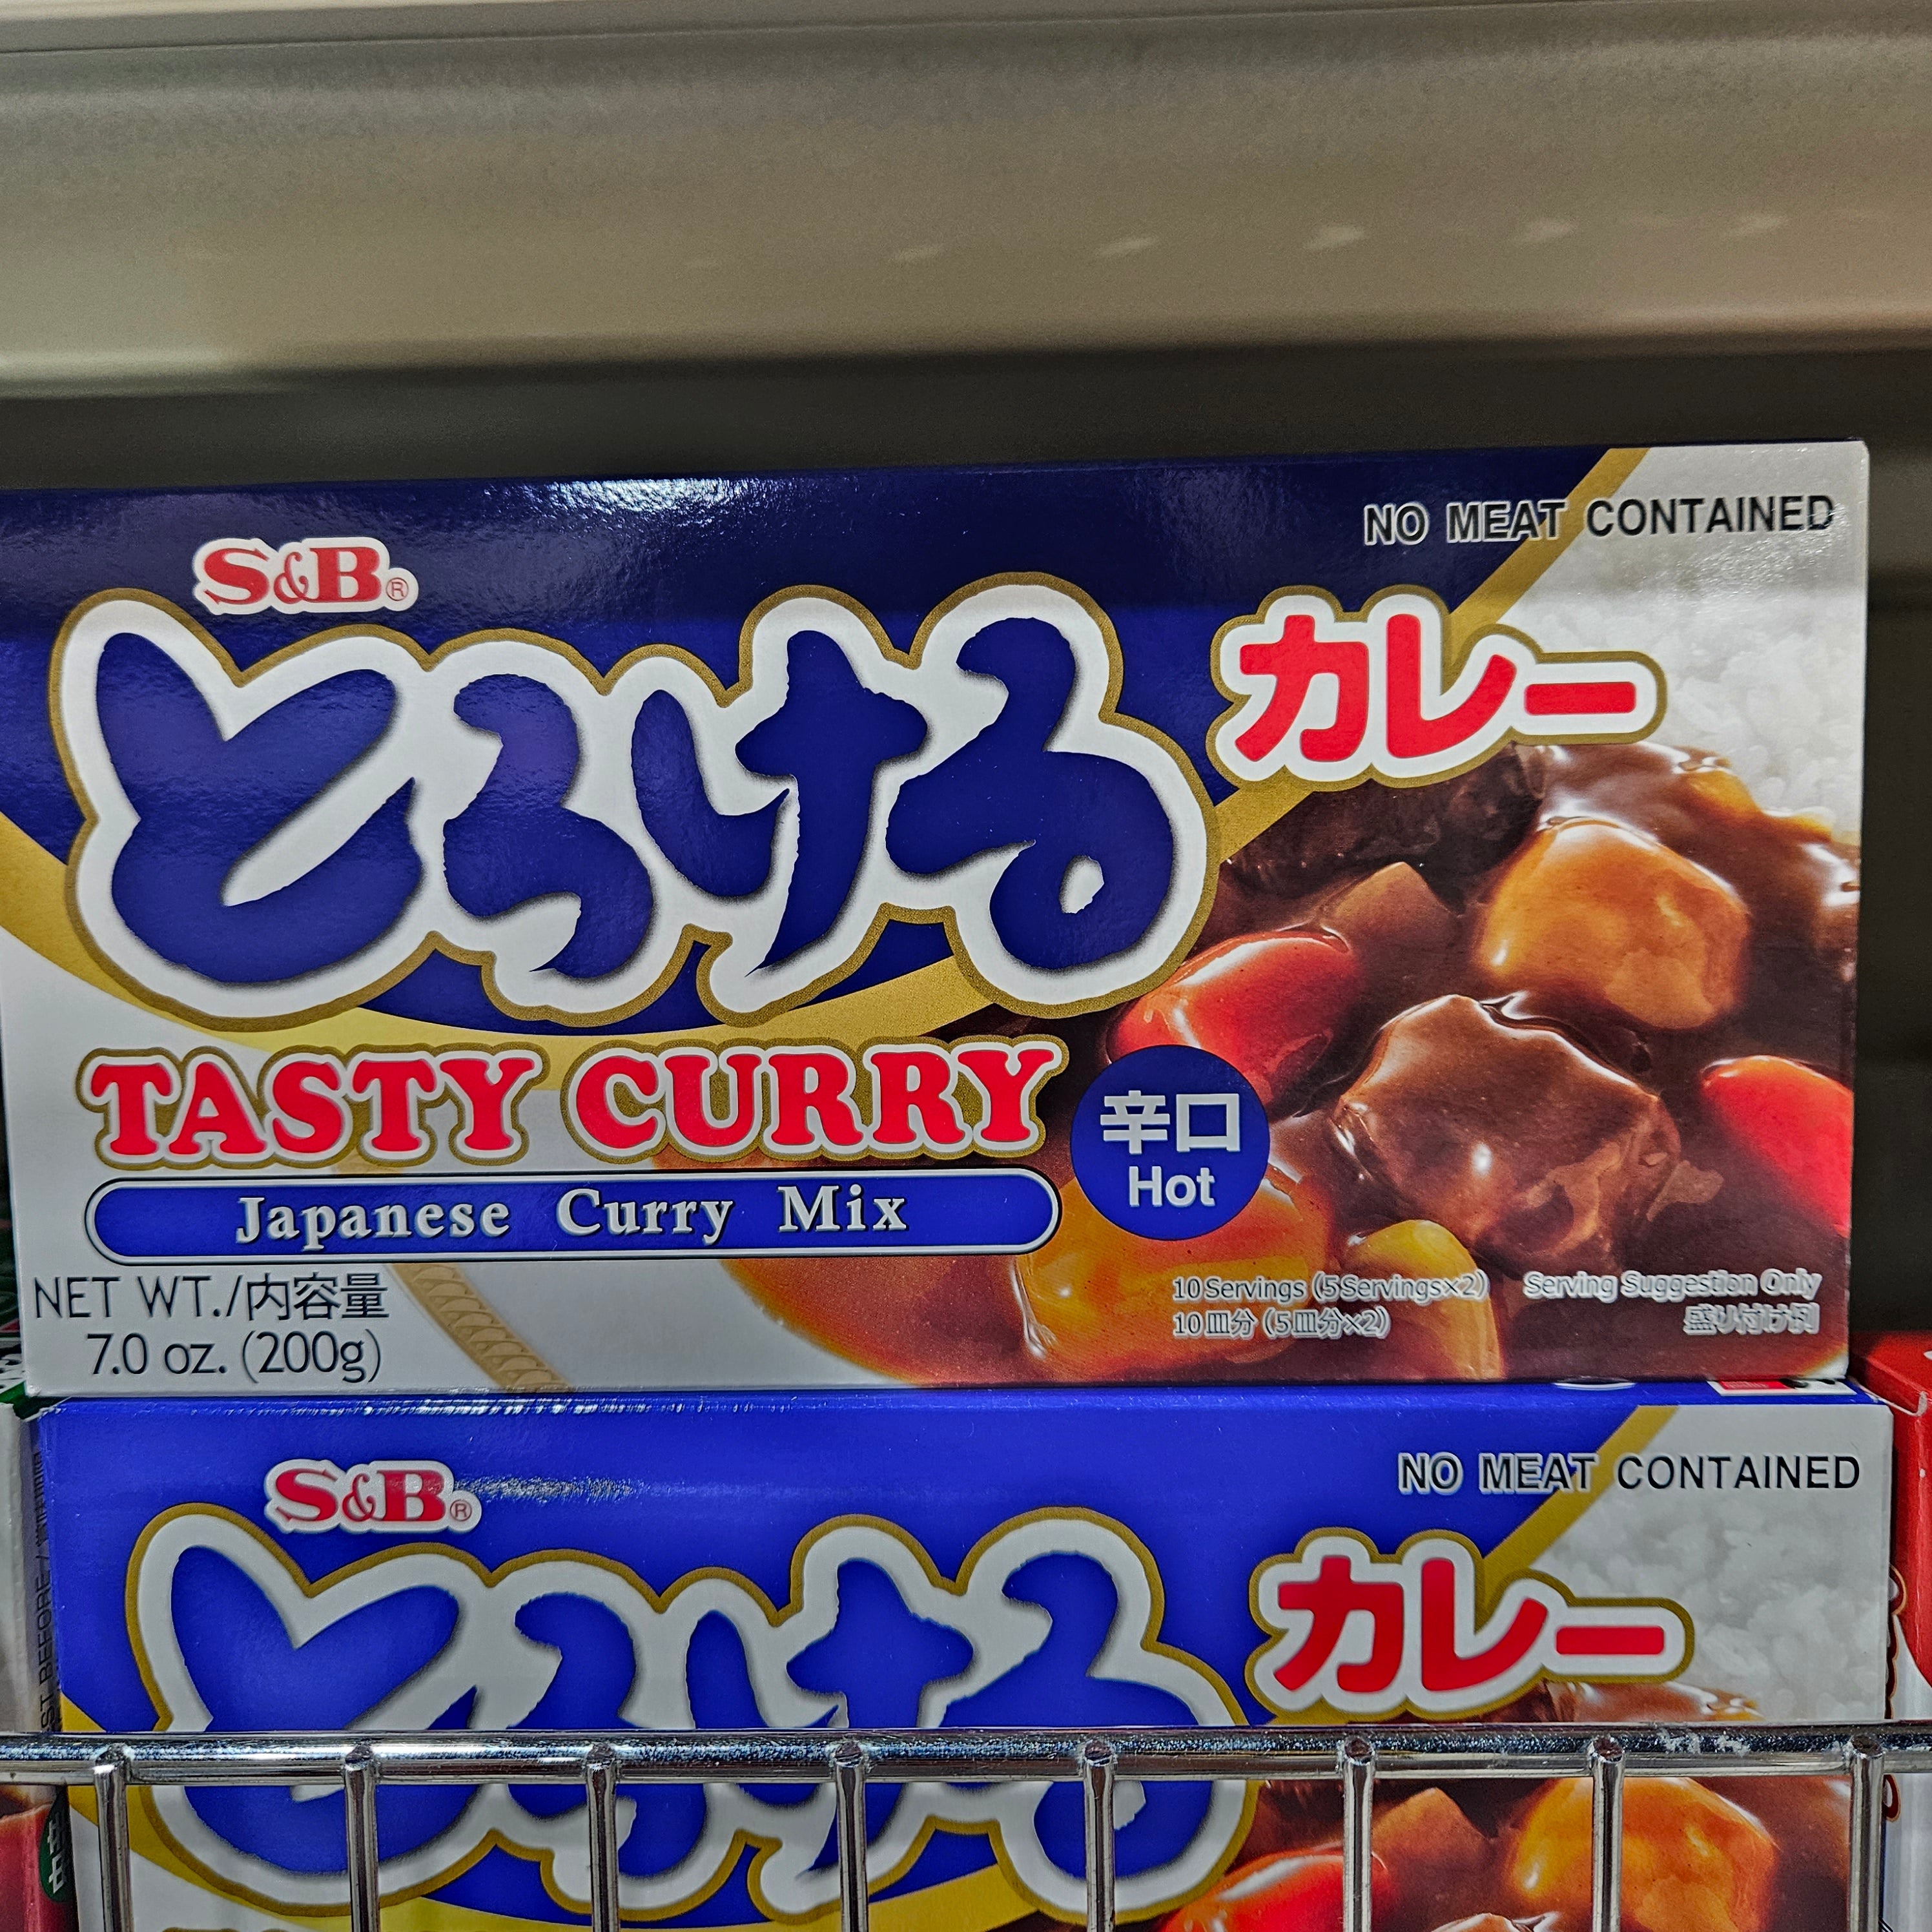 NO MEAT CONTAINED
S&B®
とろける カレー
TASTY CURRY
辛口
Hot
Japanese Curry Mix
NET WT./内容量
7.0 oz. (200g)
10 Servings (5 Servings×2)
10皿分 (5皿分×2)
Serving Suggestion Only
盛り付け例
NO MEAT CONTAINED
S&B®
とろける カレー
BEFORE/